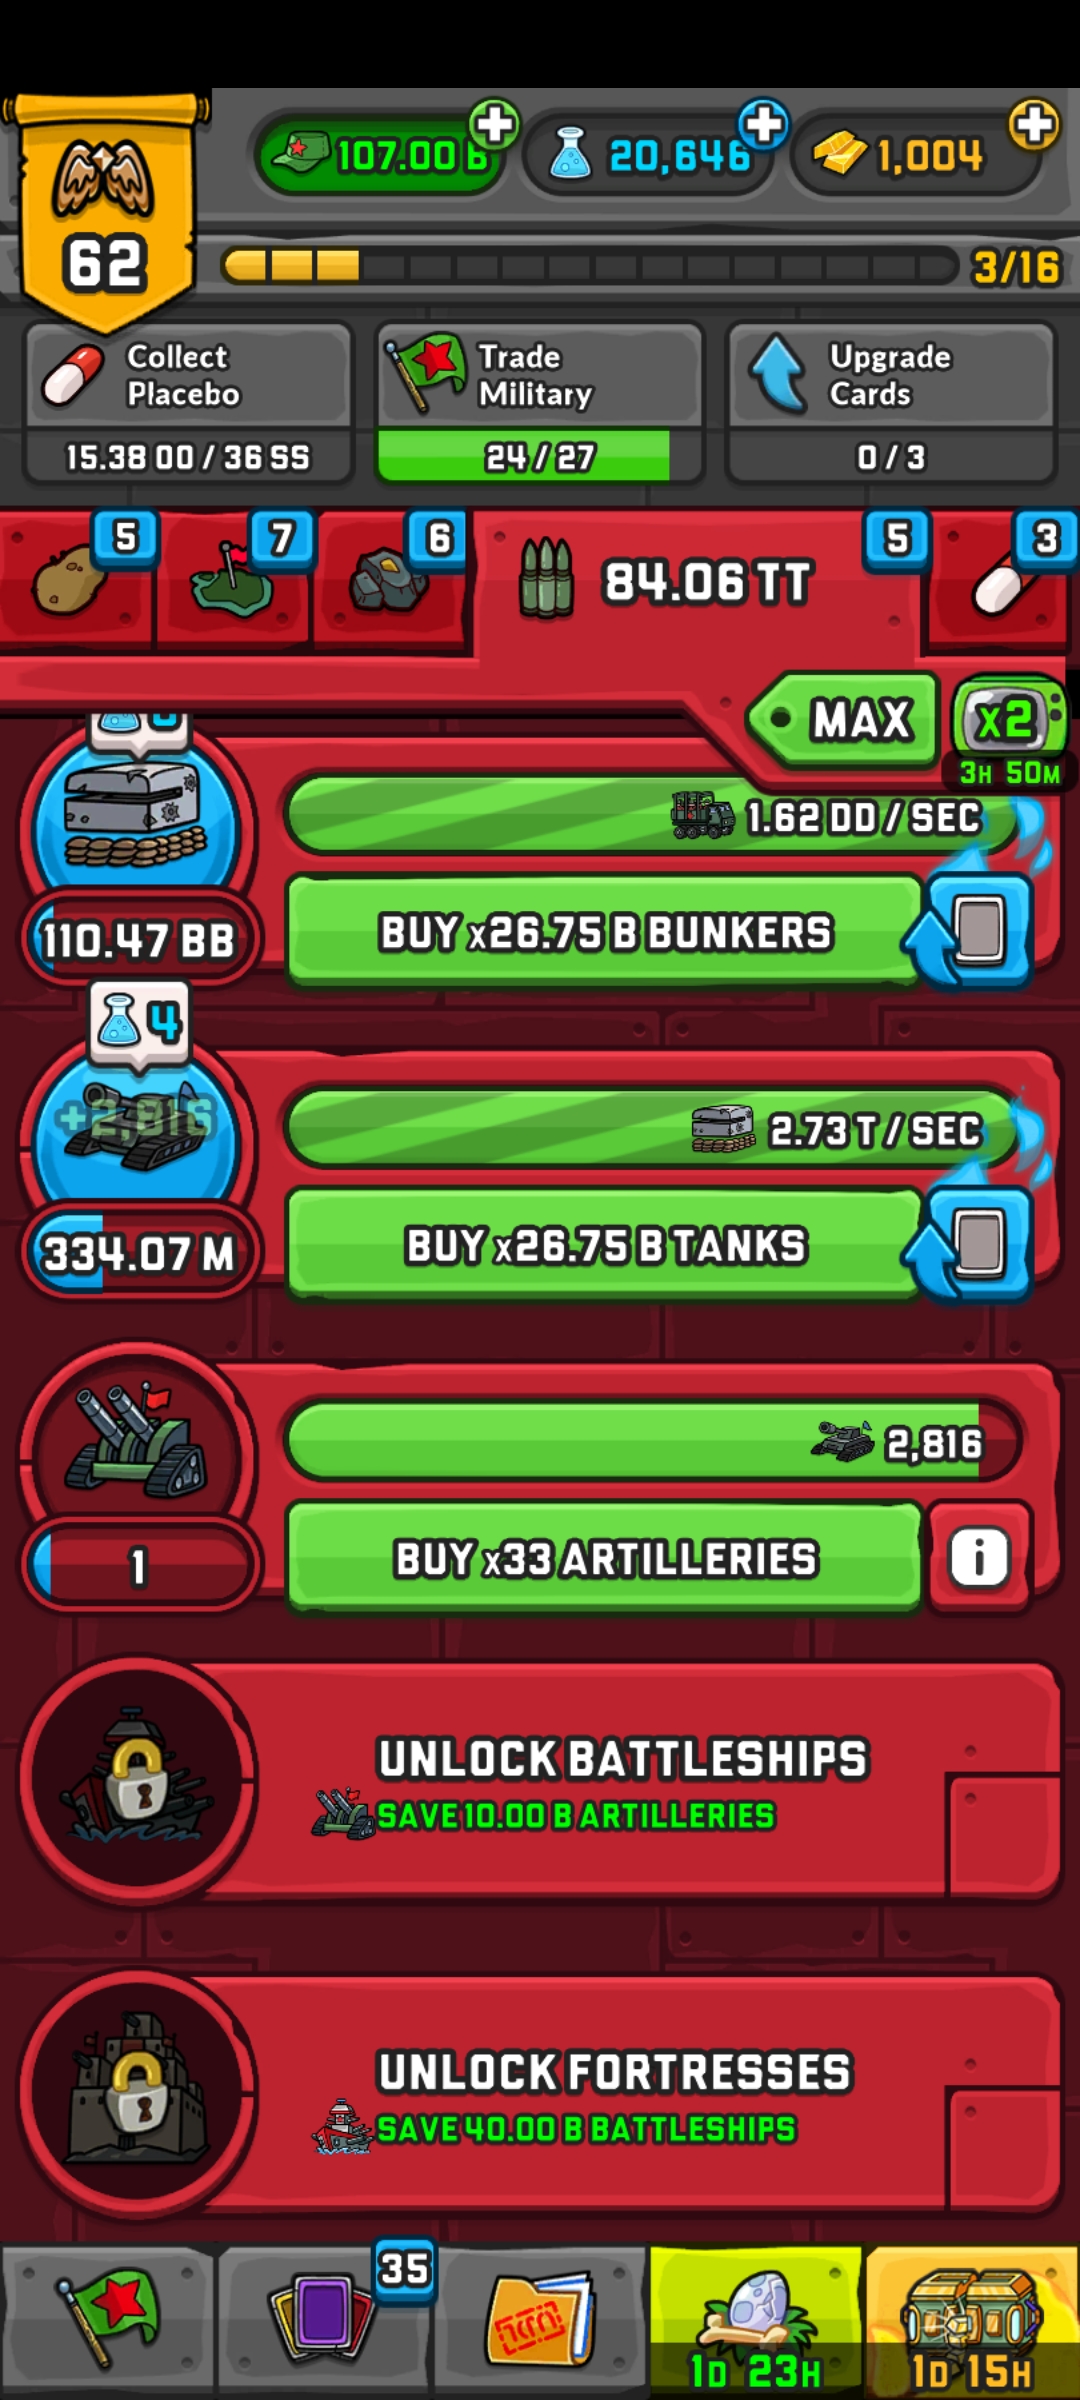 107.00 B
20,646
1,004
62
3/16
Collect
Placebo
15.38 OO / 36 SS
Trade
Military
24 / 27
Upgrade
Cards
0 / 3
5
7
6
84.06 TT
5
3
MAX
x2
3H 50M
1.62 DD / SEC
BUY x26.75 B BUNKERS
110.47 BB
4
+2,816
2.73 T / SEC
BUY x26.75 B TANKS
334.07 M
2,816
BUY x33 ARTILLERIES
i
1
UNLOCK BATTLESHIPS
SAVE 10.00 B ARTILLERIES
UNLOCK FORTRESSES
SAVE 40.00 B BATTLESHIPS
35
1D 23H
1D 15H